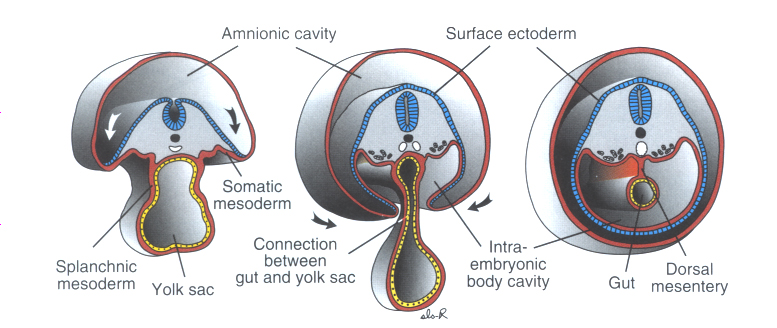 Amnionic cavity
Surface ectoderm
Somatic
mesoderm
Splanchnic
mesoderm
Yolk sac
Connection
between
gut and yolk sac
Intra-
embryonic
body cavity
Gut
Dorsal
mesentery